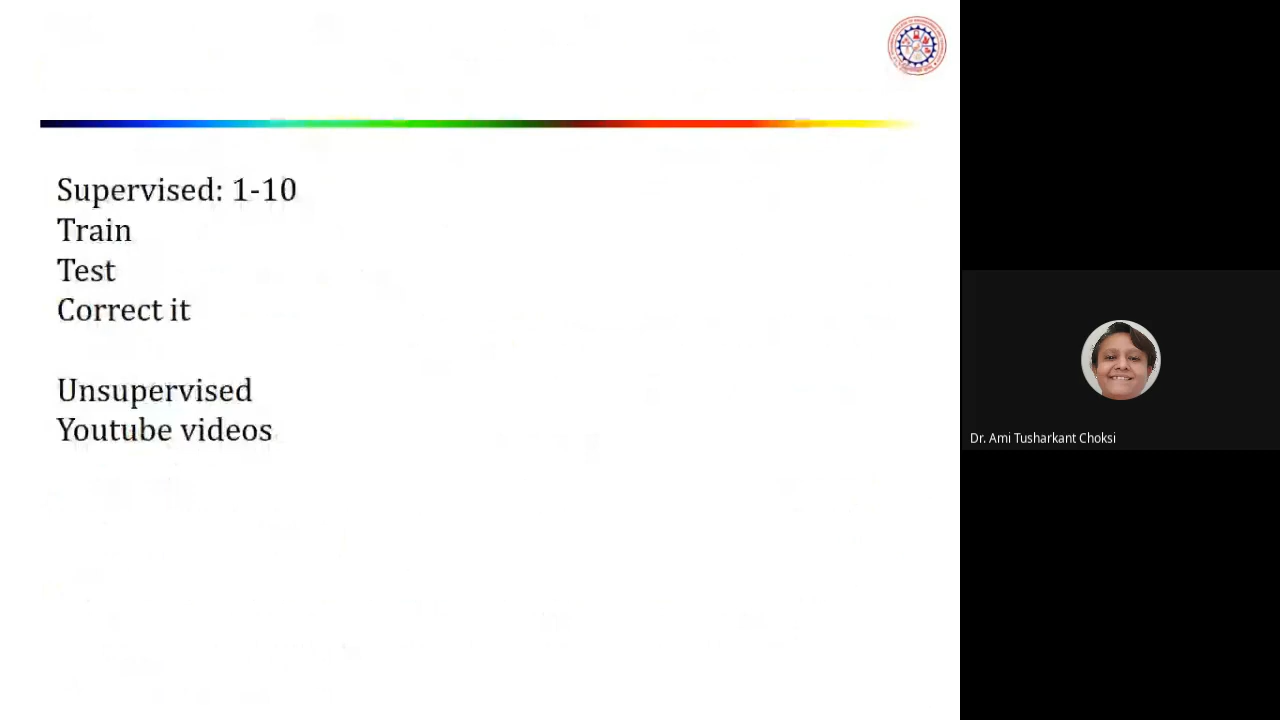 Supervised: 1-10
Train
Test
Correct it
Unsupervised
Youtube videos
Dr. Ami Tusharkant Choksi